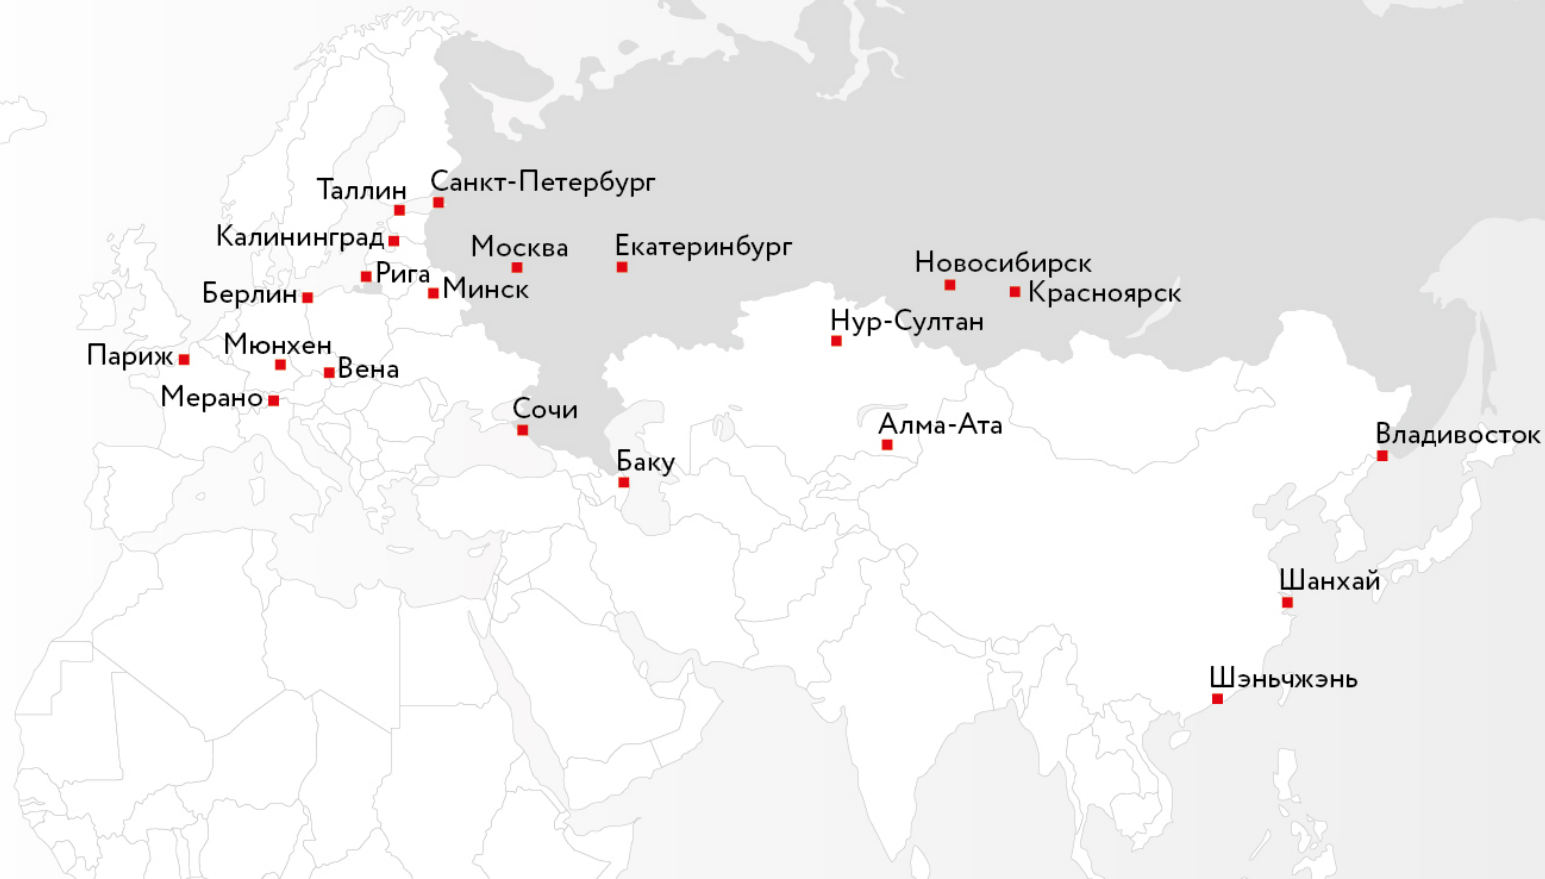 Таллин
Санкт-Петербург
Калининград
Москва
Екатеринбург
Рига
Минск
Берлин
Новосибирск
Красноярск
Нур-Султан
Мюнхен
Париж
Вена
Мерано
Сочи
Алма-Ата
Владивосток
Баку
Шанхай
Шэньчжэнь